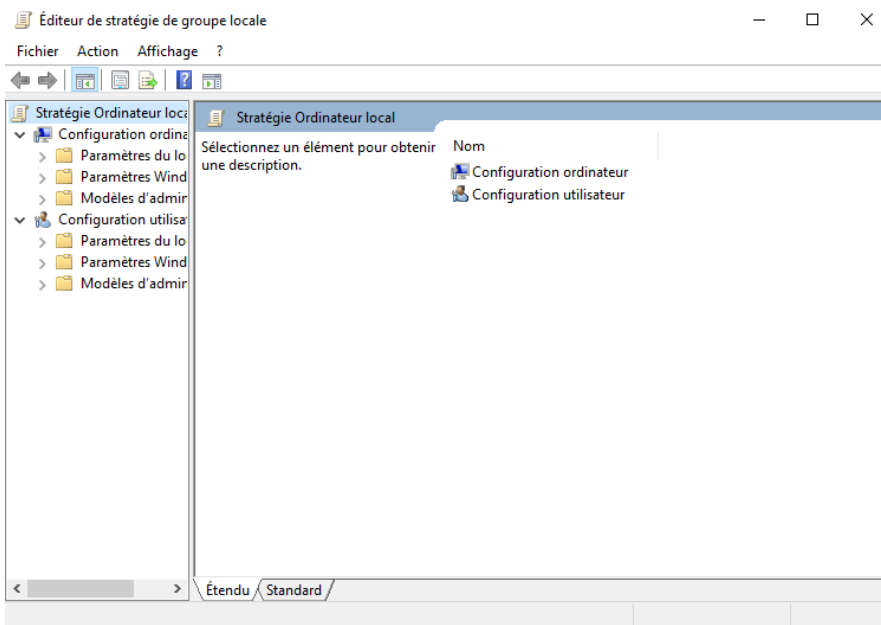 Éditeur de stratégie de groupe locale
Fichier Action Affichage ?
Stratégie Ordinateur loca
Configuration ordina
Paramètres du lo
Paramètres Wind
Modèles d'admin
Configuration utilisa
Paramètres du lo
Paramètres Wind
Modèles d'admin
Stratégie Ordinateur local
Sélectionnez un élément pour obtenir
une description.
Nom
Configuration ordinateur
Configuration utilisateur
Étendu Standard